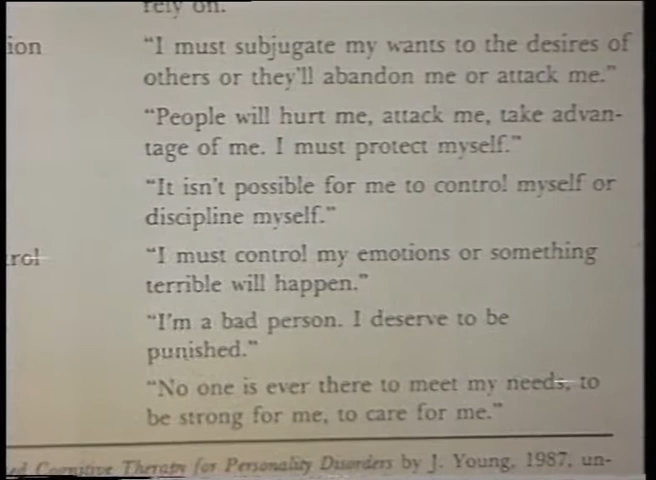 rely on.
ion "I must subjugate my wants to the desires of
others or they'll abandon me or attack me."
"People will hurt me, attack me, take advan-
tage of me. I must protect myself."
"It isn't possible for me to control myself or
discipline myself."
rol "I must control my emotions or something
terrible will happen."
"I'm a bad person. I deserve to be
punished."
"No one is ever there to meet my needs, to
be strong for me, to care for me."
ed Cognitive Therapy for Personality Disorders by J. Young, 1987, un-